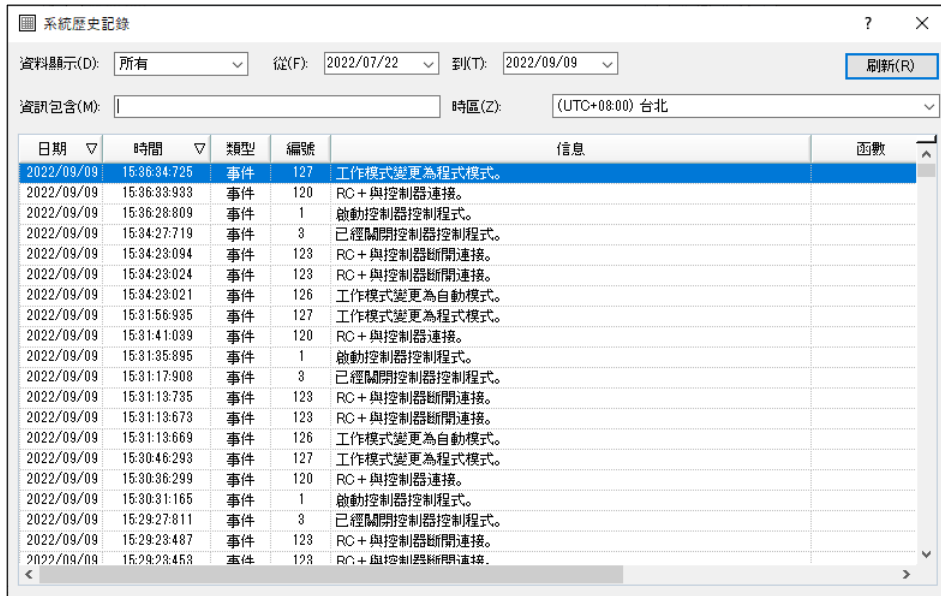 系統歷史記錄
資料顯示(D): 所有 從(F): 2022/07/22 到(T): 2022/09/09 刷新(R)
資訊包含(M): 時區(Z): (UTC+08:00) 台北
日期 時間 類型 編號 信息 函數
2022/09/09 15:36:34:725 事件 127 工作模式變更為程式模式。
2022/09/09 15:36:33:933 事件 120 RC+與控制器連接。
2022/09/09 15:36:28:809 事件 1 啟動控制器控制程式。
2022/09/09 15:34:27:719 事件 3 已經關閉控制器控制程式。
2022/09/09 15:34:23:094 事件 123 RC+與控制器斷開連接。
2022/09/09 15:34:23:024 事件 123 RC+與控制器斷開連接。
2022/09/09 15:34:23:021 事件 126 工作模式變更為自動模式。
2022/09/09 15:31:56:935 事件 127 工作模式變更為程式模式。
2022/09/09 15:31:41:039 事件 120 RC+與控制器連接。
2022/09/09 15:31:35:895 事件 1 啟動控制器控制程式。
2022/09/09 15:31:17:908 事件 3 已經關閉控制器控制程式。
2022/09/09 15:31:13:735 事件 123 RC+與控制器斷開連接。
2022/09/09 15:31:13:673 事件 123 RC+與控制器斷開連接。
2022/09/09 15:31:13:669 事件 126 工作模式變更為自動模式。
2022/09/09 15:30:46:293 事件 127 工作模式變更為程式模式。
2022/09/09 15:30:36:299 事件 120 RC+與控制器連接。
2022/09/09 15:30:31:165 事件 1 啟動控制器控制程式。
2022/09/09 15:29:27:811 事件 3 已經關閉控制器控制程式。
2022/09/09 15:29:23:487 事件 123 RC+與控制器斷開連接。
2022/09/09 15:29:23:453 事件 123 RC+與控制器斷開連接。